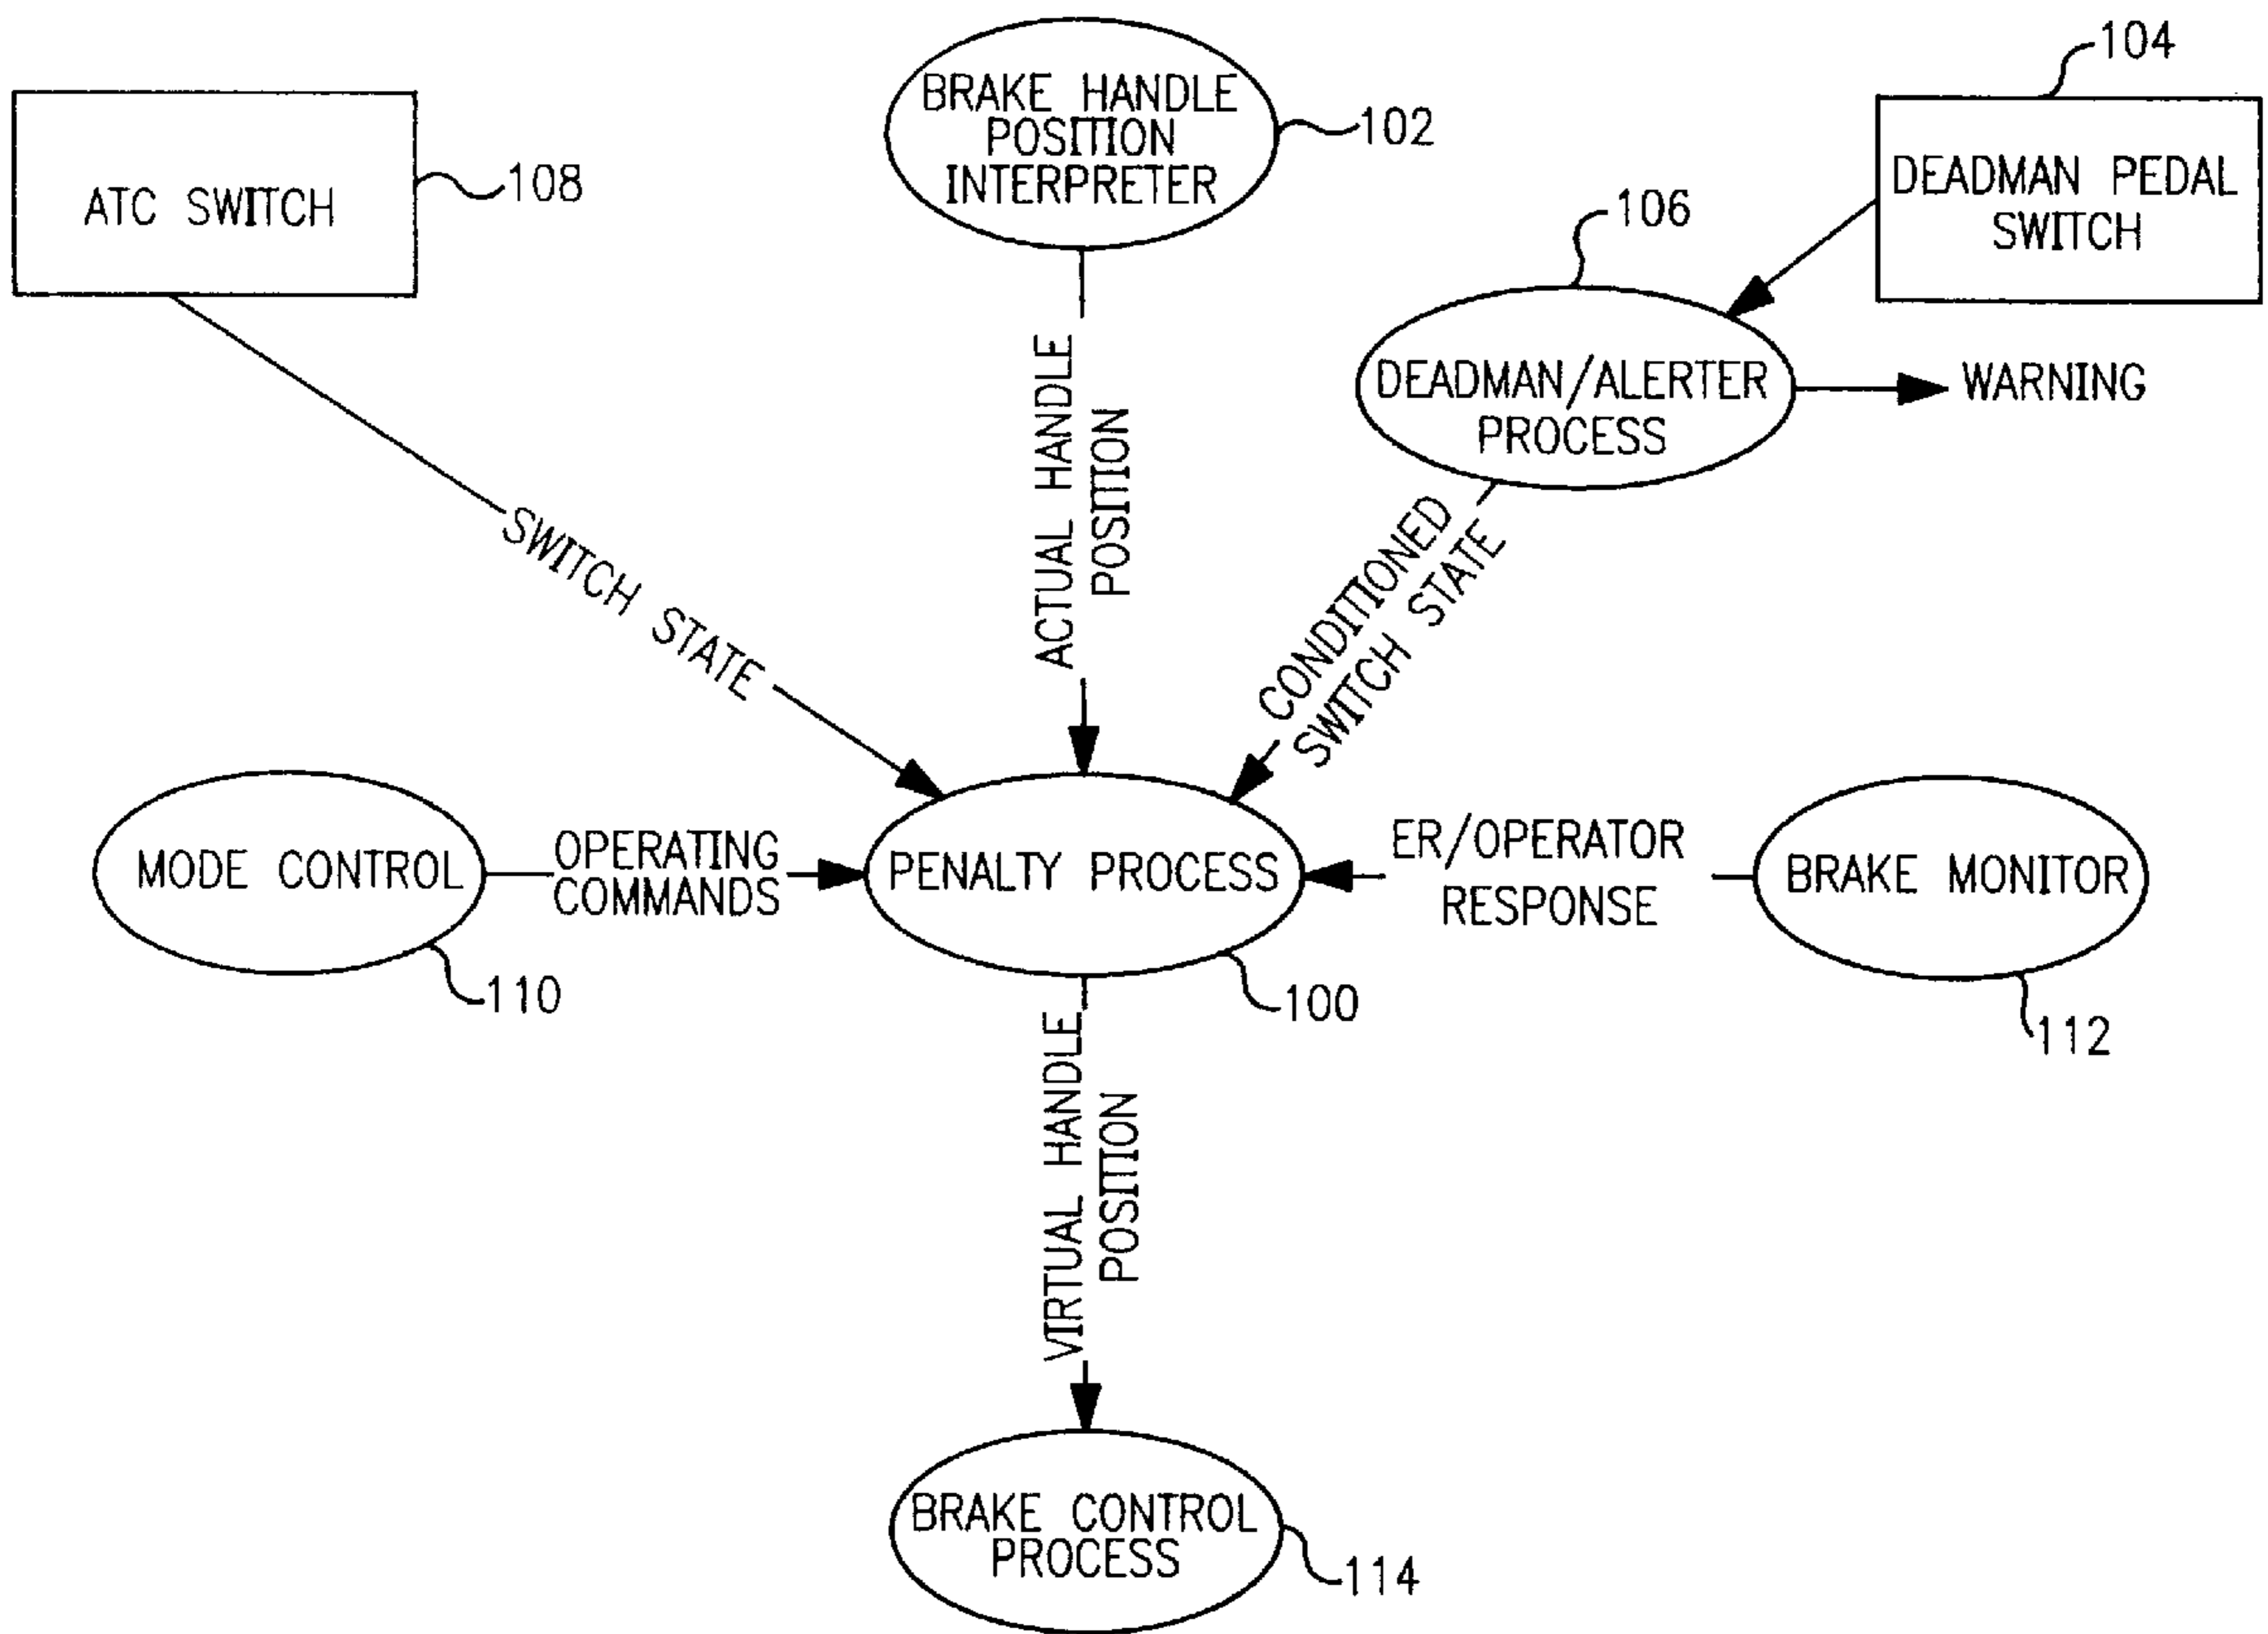 104
BRAKE HANDLE
POSITION
INTERPRETER
102
DEADMAN PEDAL
SWITCH
ATC SWITCH
108
106
DEADMAN/ALERTER
PROCESS
WARNING
ACTUAL HANDLE
POSITION
SWITCH STATE
CONDITIONED
SWITCH STATE
MODE CONTROL
110
OPERATING
COMMANDS
PENALTY PROCESS
100
ER/OPERATOR
RESPONSE
BRAKE MONITOR
112
VIRTUAL HANDLE
POSITION
BRAKE CONTROL
PROCESS
114